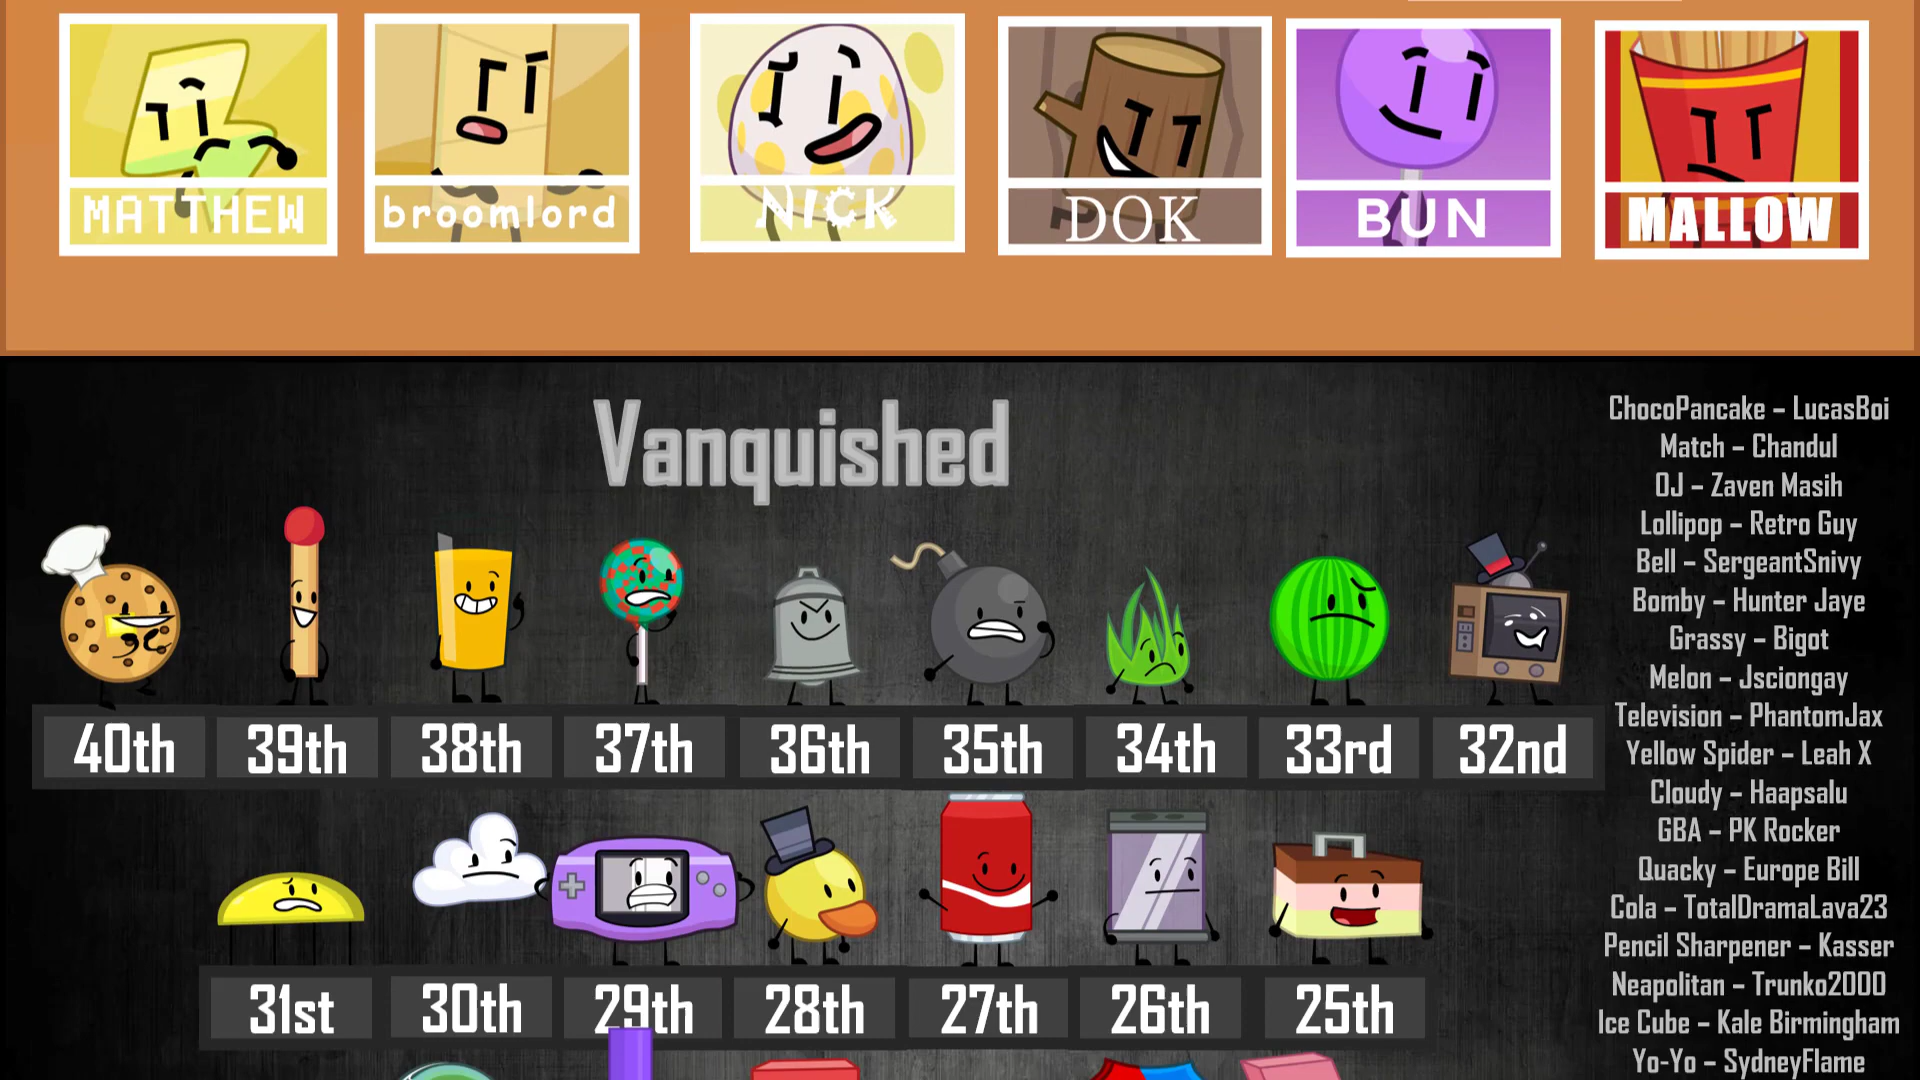 MATTHEW
broomlord
NICK
DOK
BUN
MALLOW
Vanquished
40th
39th
38th
37th
36th
35th
34th
33rd
32nd
31st
30th
29th
28th
27th
26th
25th
ChocoPancake – LucasBoi
Match – Chandul
OJ – Zaven Masih
Lollipop – Retro Guy
Bell – SergeantSnivy
Bomby – Hunter Jaye
Grassy – Bigot
Melon – Jsciongay
Television – PhantomJax
Yellow Spider – Leah X
Cloudy – Haapsalu
GBA – PK Rocker
Quacky – Europe Bill
Cola – TotalDramaLava23
Pencil Sharpener – Kasser
Neapolitan – Trunko2000
Ice Cube – Kale Birmingham
Yo-Yo – SydneyFlame